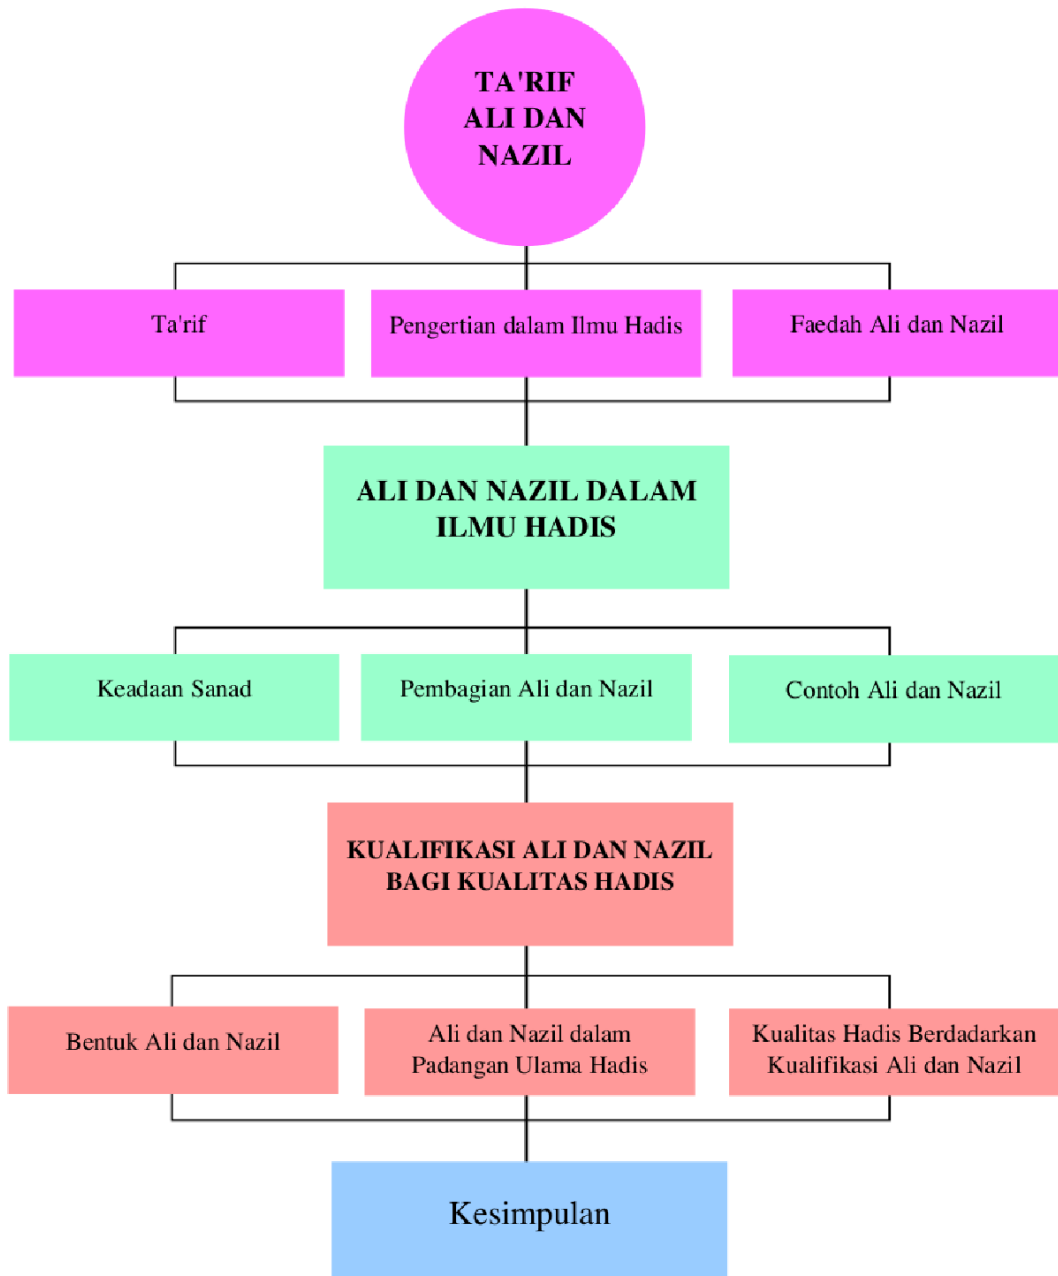 TA'RIF
ALI DAN
NAZIL
Ta'rif
Pengertian dalam Ilmu Hadis
Faedah Ali dan Nazil
ALI DAN NAZIL DALAM
ILMU HADIS
Keadaan Sanad
Pembagian Ali dan Nazil
Contoh Ali dan Nazil
KUALIFIKASI ALI DAN NAZIL
BAGI KUALITAS HADIS
Bentuk Ali dan Nazil
Ali dan Nazil dalam
Padangan Ulama Hadis
Kualitas Hadis Berdadarkan
Kualifikasi Ali dan Nazil
Kesimpulan